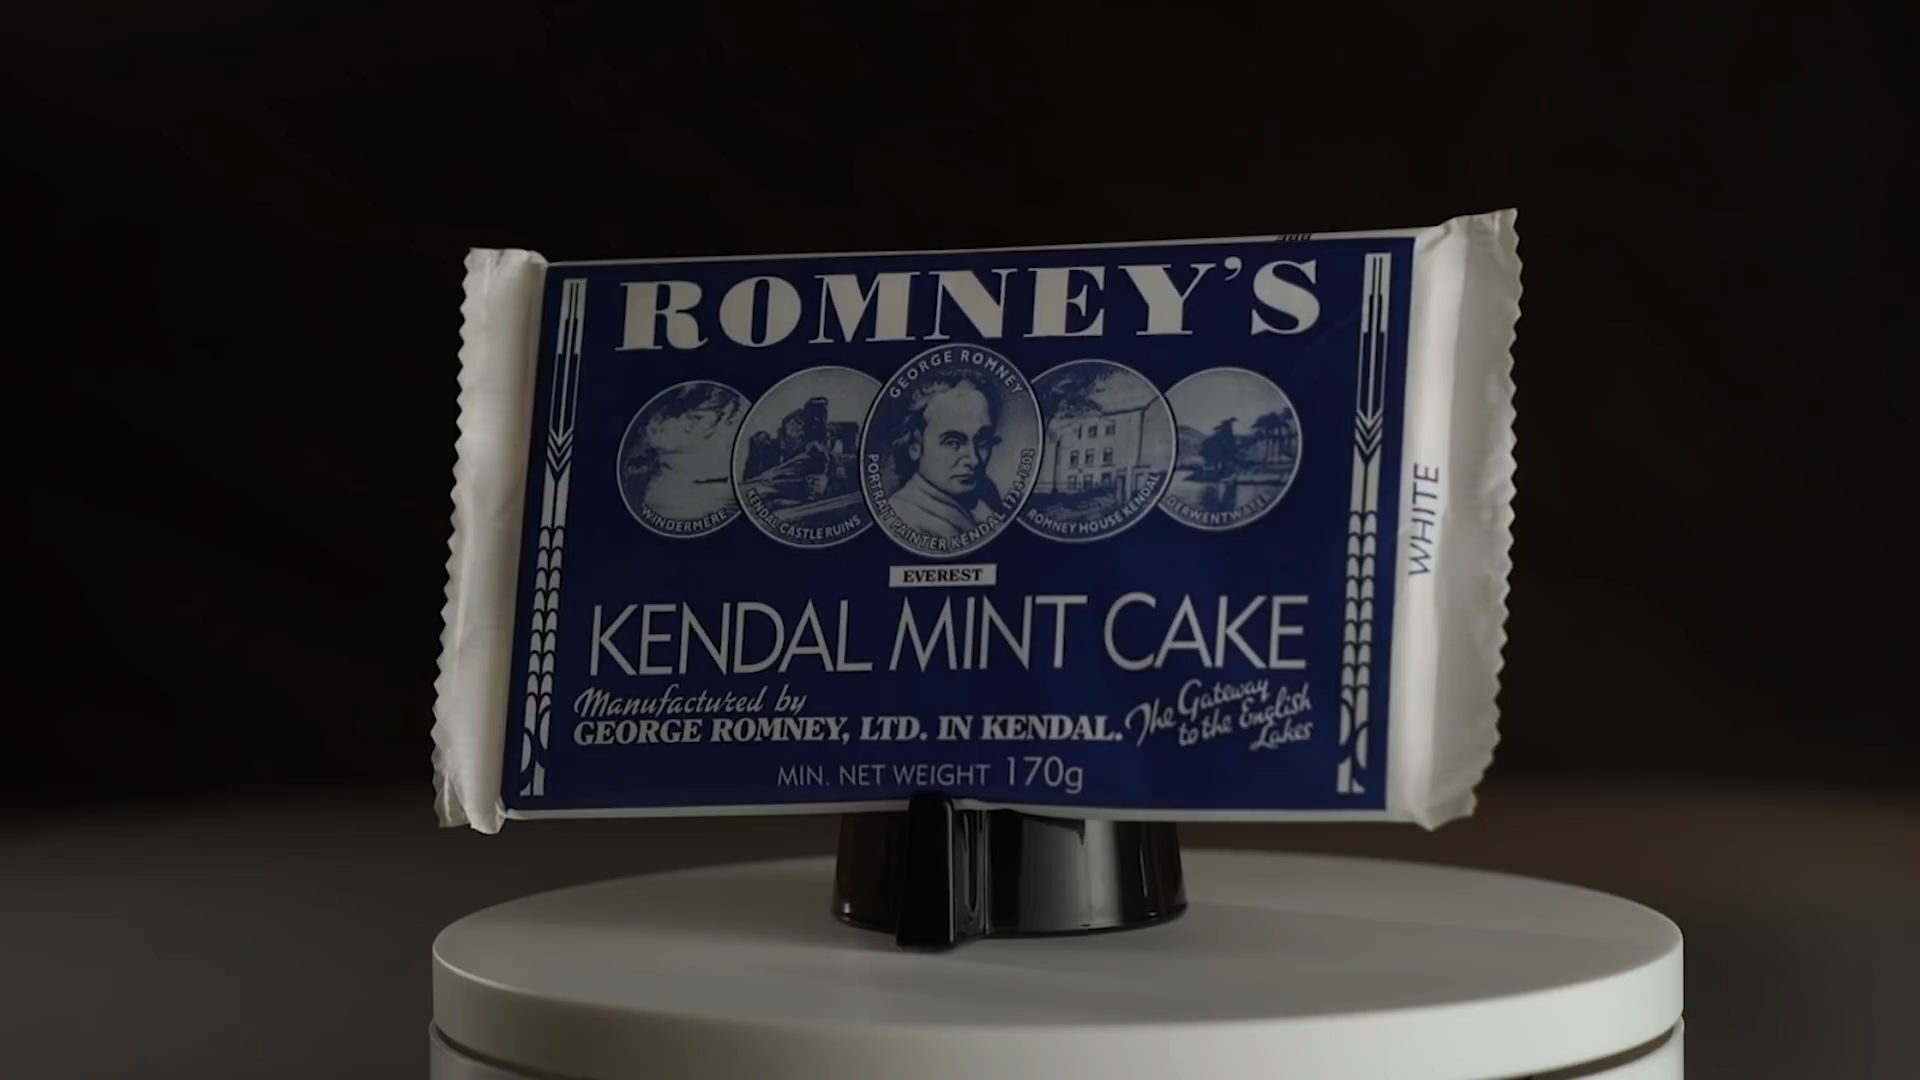 ROMNEY'S
GEORGE ROMNEY
PORTRAIT PAINTER KENDAL 1734-1802
WINDERMERE
KENDAL CASTLE RUINS
ROMNEY HOUSE KENDAL
DERWENTWATER
EVEREST
KENDAL MINT CAKE
Manufactured by
GEORGE ROMNEY, LTD. IN KENDAL.
The Gateway
to the English
Lakes
MIN. NET WEIGHT 170g
WHITE